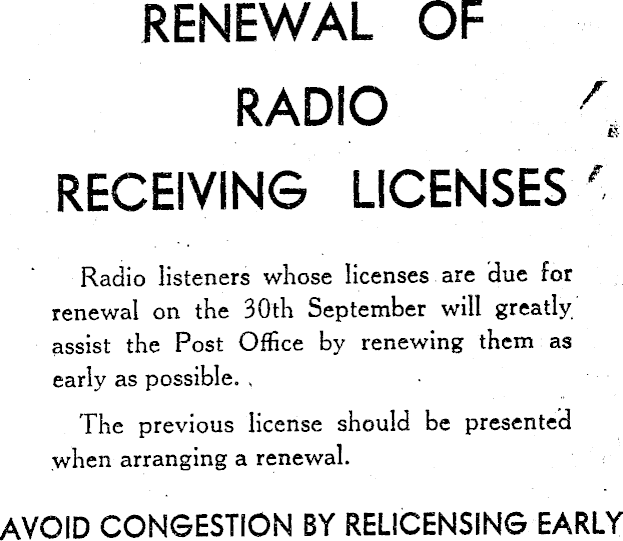 RENEWAL OF
RADIO
RECEIVING LICENSES
Radio listeners whose licenses are due for
renewal on the 30th September will greatly
assist the Post Office by renewing them as
early as possible.
The previous license should be presented
when arranging a renewal.
AVOID CONGESTION BY RELICENSING EARLY